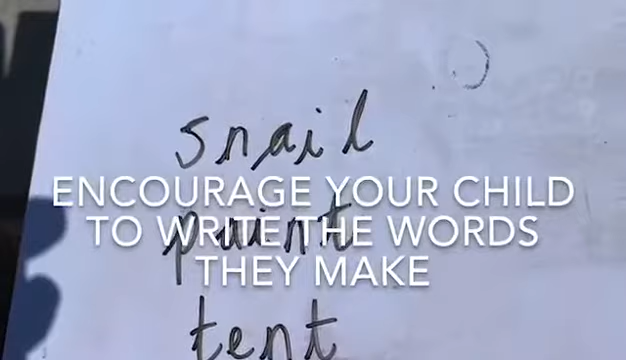 snail
ENCOURAGE YOUR CHILD
TO WRITE THE WORDS
paint
THEY MAKE
tent